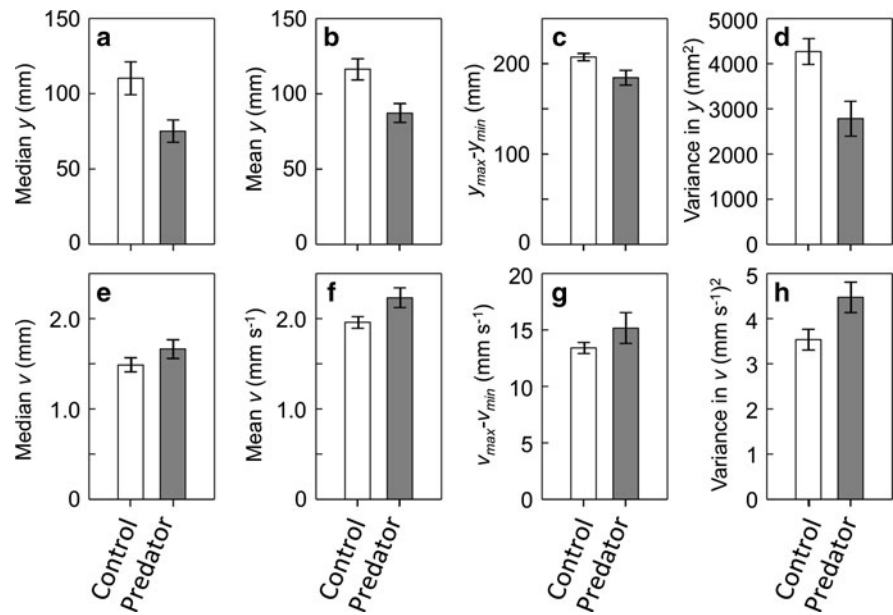 a
Median y (mm)
150
100
50
0
b
Mean y (mm)
150
100
50
0
c
ymax-ymin (mm)
200
100
0
d
Variance in y (mm²)
5000
4000
3000
2000
1000
0
e
Median v (mm)
2.0
1.0
0
Control
Predator
f
Mean v (mm s⁻¹)
2.0
1.0
0
Control
Predator
g
vmax-vmin (mm s⁻¹)
20
15
10
5
0
Control
Predator
h
Variance in v (mm s⁻¹)²
5
4
3
2
1
0
Control
Predator